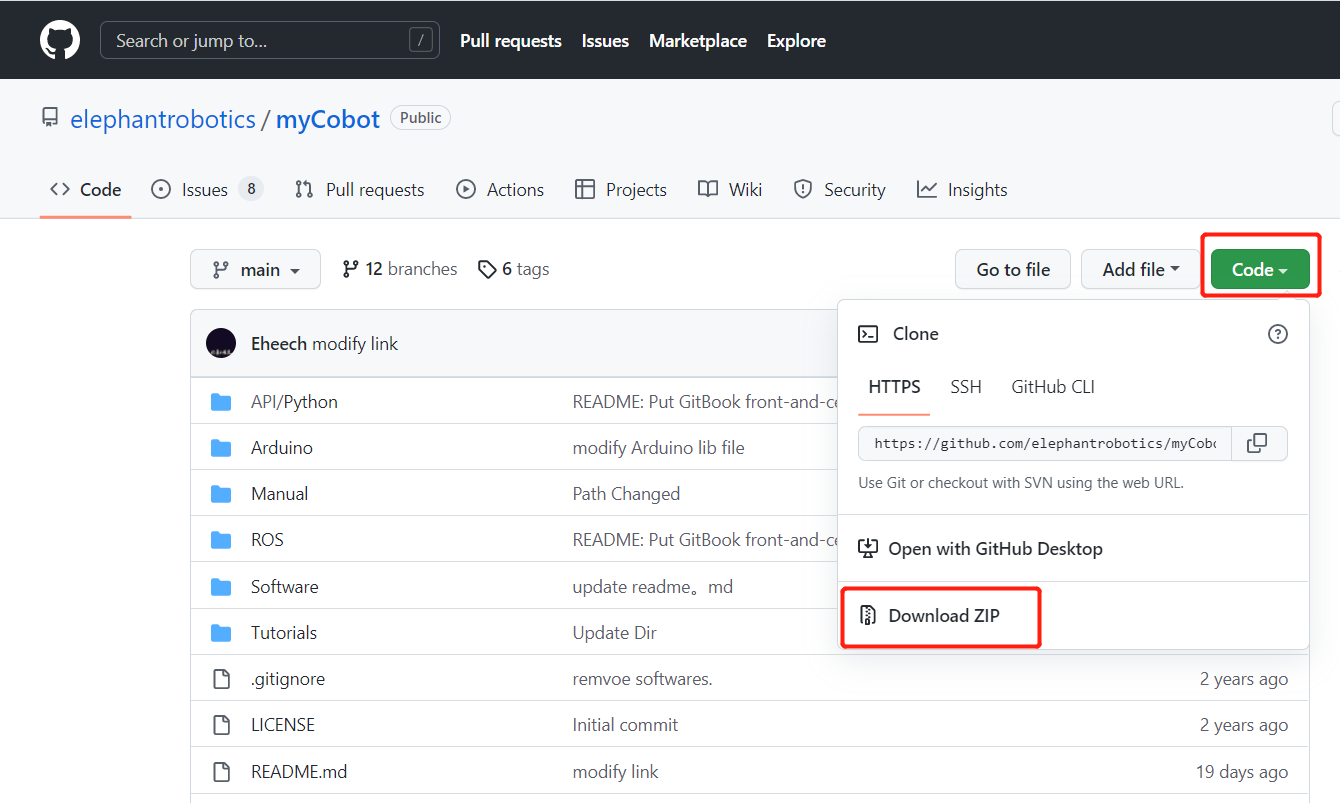 Search or jump to... / Pull requests Issues Marketplace Explore
elephantrobotics / myCobot Public
Code Issues 8 Pull requests Actions Projects Wiki Security Insights
main 12 branches 6 tags Go to file Add file Code
Eheech modify link
Clone
HTTPS SSH GitHub CLI
https://github.com/elephantrobotics/myCobo
Use Git or checkout with SVN using the web URL.
Open with GitHub Desktop
Download ZIP
API/Python README: Put GitBook front-and-ce
Arduino modify Arduino lib file
Manual Path Changed
ROS README: Put GitBook front-and-ce
Software update readme。md
Tutorials Update Dir
.gitignore remvoe softwares. 2 years ago
LICENSE Initial commit 2 years ago
README.md modify link 19 days ago